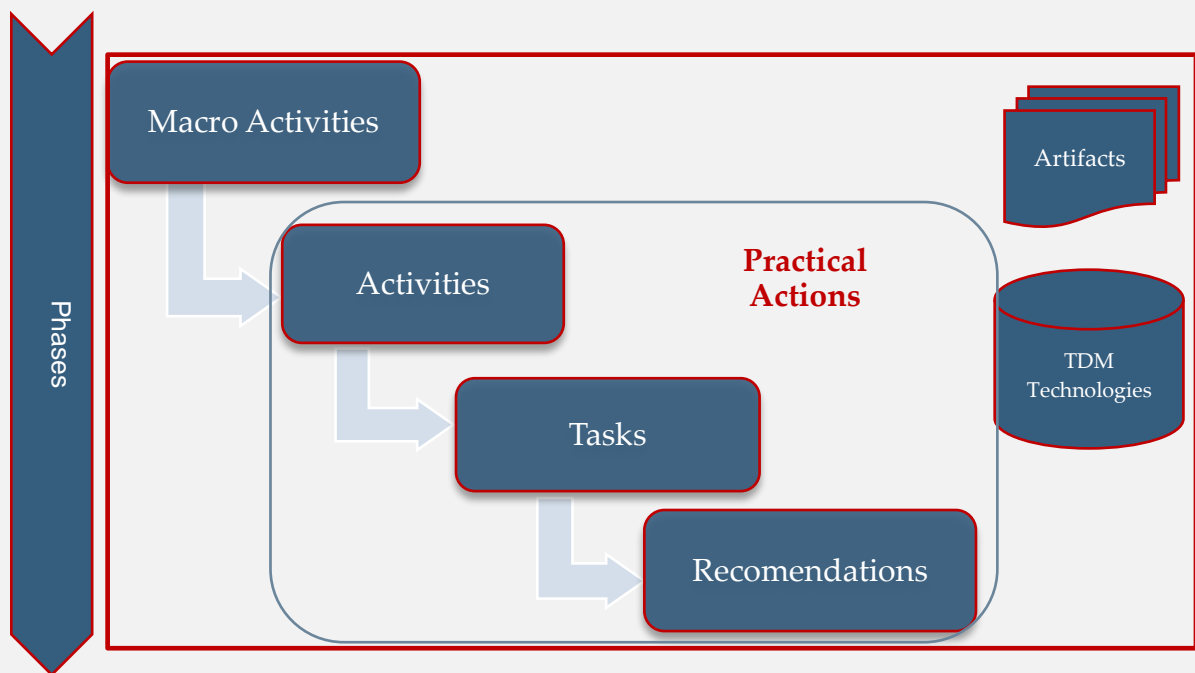 Phases
Macro Activities
Artifacts
Activities
Practical
Actions
TDM
Technologies
Tasks
Recomendations